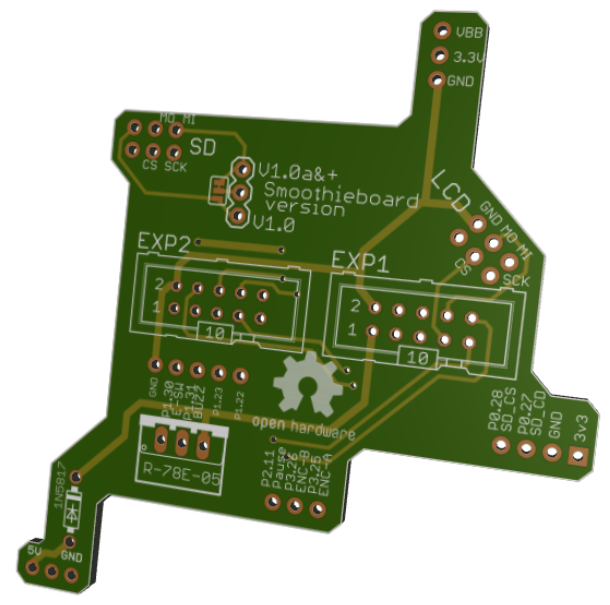 VBB
3.3V
GND
MO MI
SD
CS SCK
V1.0a&+
Smoothieboard
version
V1.0
LCD
GND
MO
MI
CS
SCK
EXP2
EXP1
2
1
10
2
1
10
GND
P1.30
E-SW
P1.31
BUZZ
P1.23
P1.22
open hardware
R-78E-05
P2.11
Pause
P3.26
ENC-B
P3.25
ENC-A
P0.28
SD_CS
P0.27
SD_CD
GND
3v3
1N5817
5V
GND